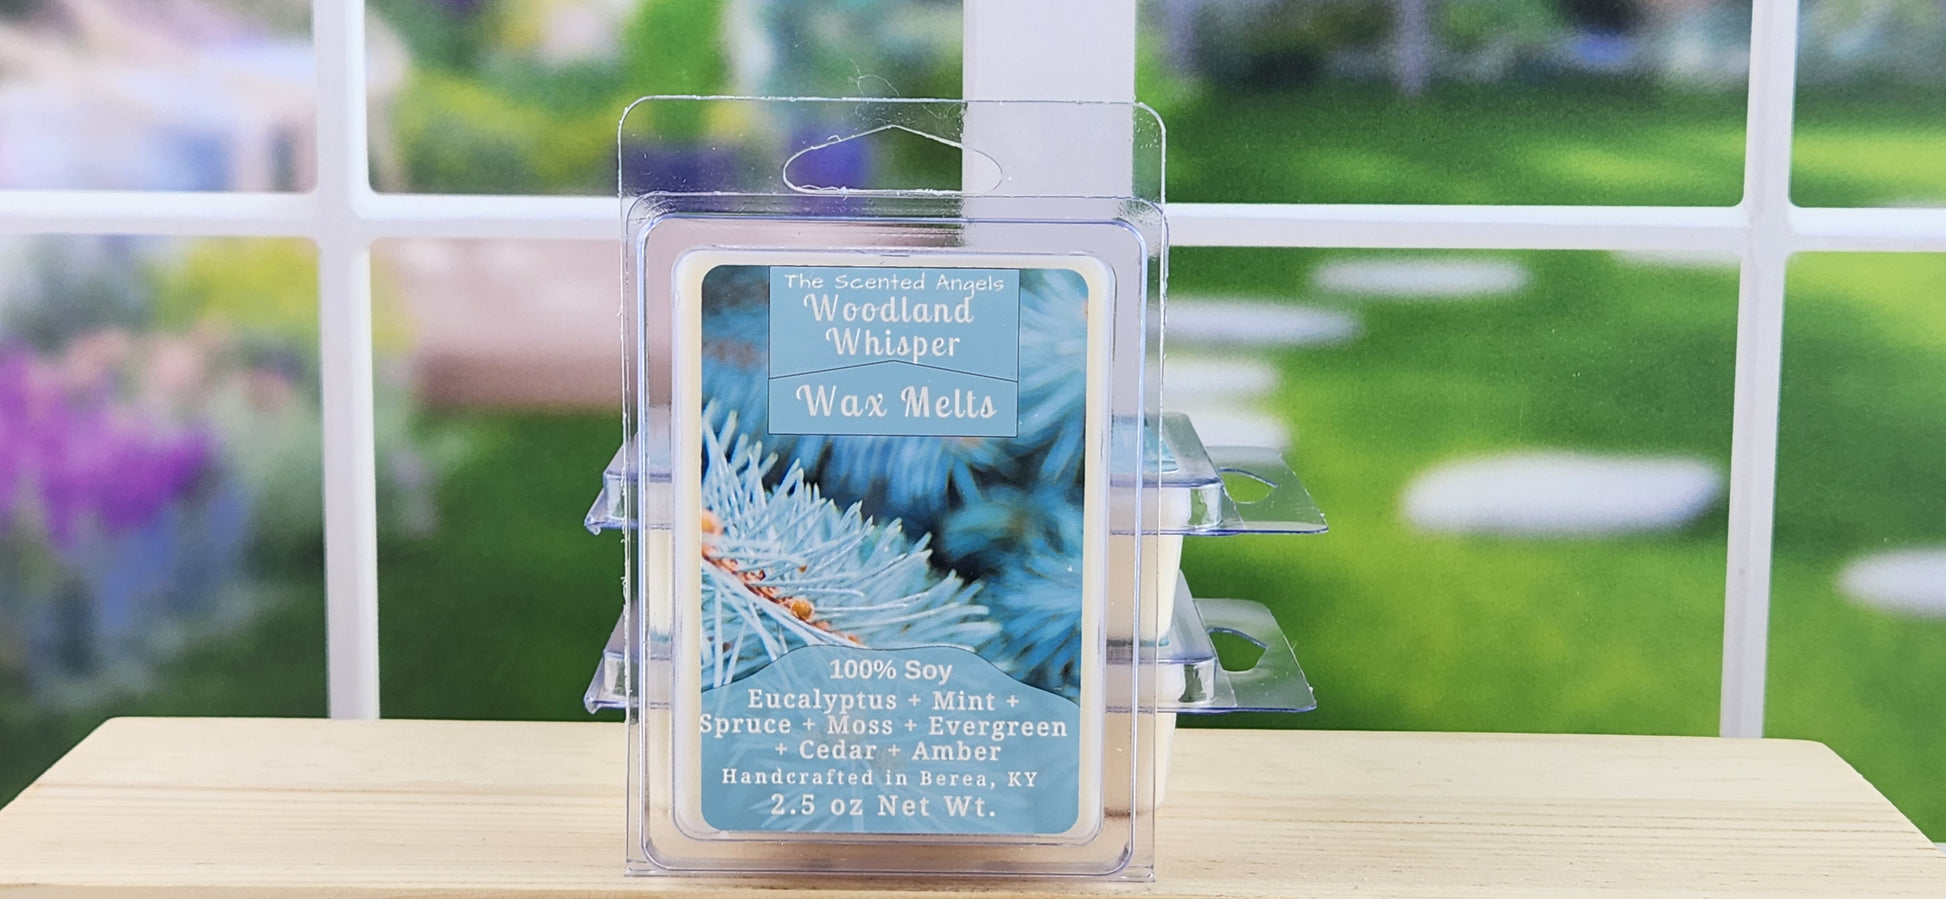 The Scented Angels
Woodland
Whisper
Wax Melts
100% Soy
Eucalyptus + Mint +
Spruce + Moss + Evergreen
+ Cedar + Amber
Handcrafted in Berea, KY
2.5 oz Net Wt.